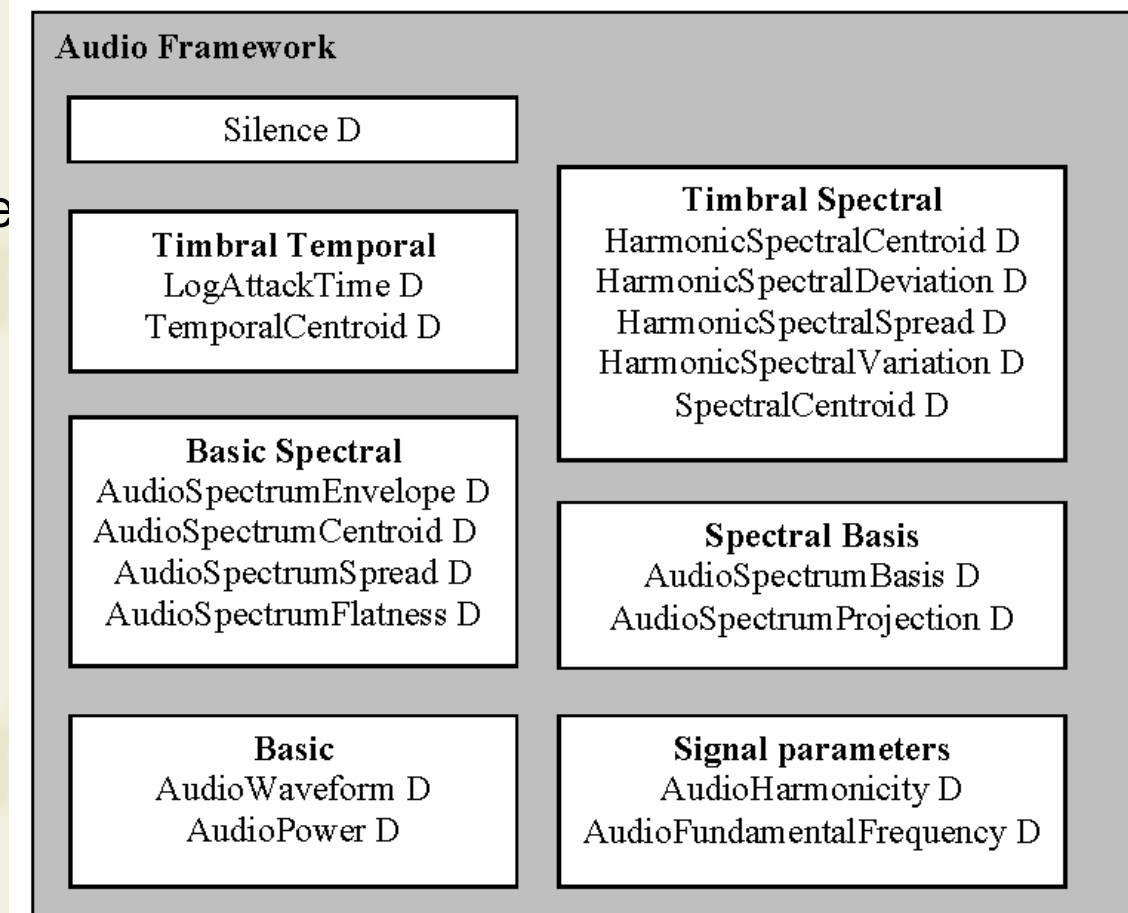 Audio Framework
Silence D
Timbral Temporal
LogAttackTime D
TemporalCentroid D
Basic Spectral
AudioSpectrumEnvelope D
AudioSpectrumCentroid D
AudioSpectrumSpread D
AudioSpectrumFlatness D
Basic
AudioWaveform D
AudioPower D
Timbral Spectral
HarmonicSpectralCentroid D
HarmonicSpectralDeviation D
HarmonicSpectralSpread D
HarmonicSpectralVariation D
SpectralCentroid D
Spectral Basis
AudioSpectrumBasis D
AudioSpectrumProjection D
Signal parameters
AudioHarmonicity D
AudioFundamentalFrequency D